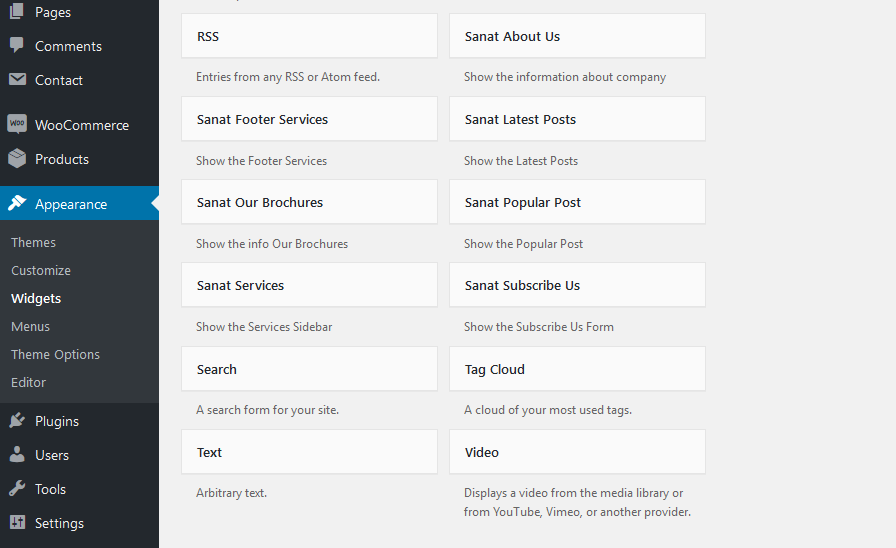 Pages
Comments
Contact
WOO WooCommerce
Products
Appearance
Themes
Customize
Widgets
Menus
Theme Options
Editor
Plugins
Users
Tools
Settings
RSS
Entries from any RSS or Atom feed.
Sanat About Us
Show the information about company
Sanat Footer Services
Show the Footer Services
Sanat Latest Posts
Show the Latest Posts
Sanat Our Brochures
Show the info Our Brochures
Sanat Popular Post
Show the Popular Post
Sanat Services
Show the Services Sidebar
Sanat Subscribe Us
Show the Subscribe Us Form
Search
A search form for your site.
Tag Cloud
A cloud of your most used tags.
Text
Arbitrary text.
Video
Displays a video from the media library or
from YouTube, Vimeo, or another provider.